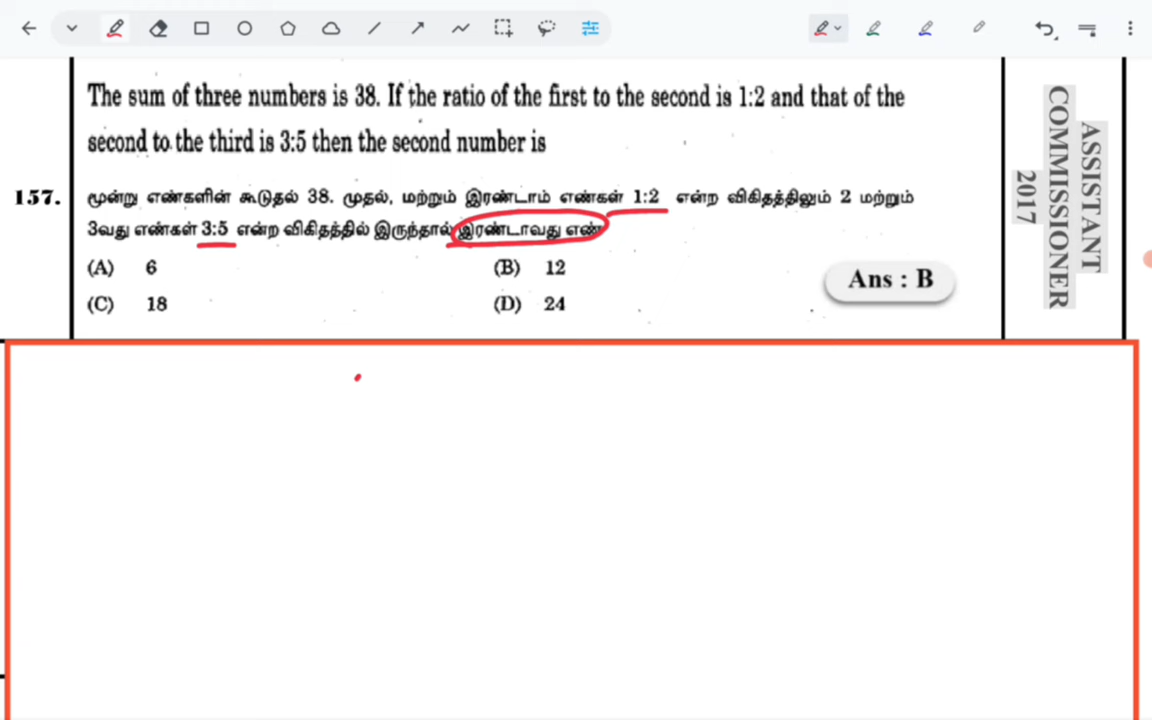 The sum of three numbers is 38. If the ratio of the first to the second is 1:2 and that of the
second to the third is 3:5 then the second number is
157. மூன்று எண்களின் கூடுதல் 38. முதல், மற்றும் இரண்டாம் எண்கள் 1:2 என்ற விகிதத்திலும் 2 மற்றும்
3வது எண்கள் 3:5 என்ற விகிதத்தில் இருந்தால் இரண்டாவது எண்
(A) 6 (B) 12
(C) 18 (D) 24
Ans : B
ASSISTANT
COMMISSIONER
2017